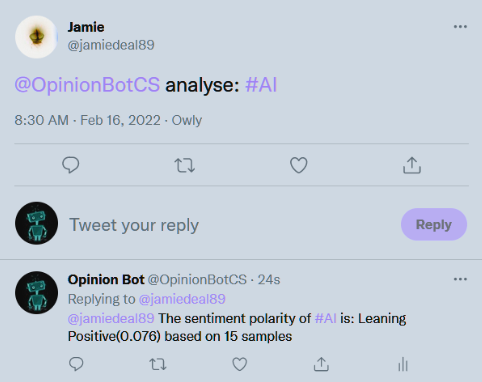 Jamie
@jamiedeal89
@OpinionBotCS analyse: #AI
8:30 AM · Feb 16, 2022 · Owly
Tweet your reply
Reply
Opinion Bot @OpinionBotCS · 24s
Replying to @jamiedeal89
@jamiedeal89 The sentiment polarity of #AI is: Leaning
Positive(0.076) based on 15 samples